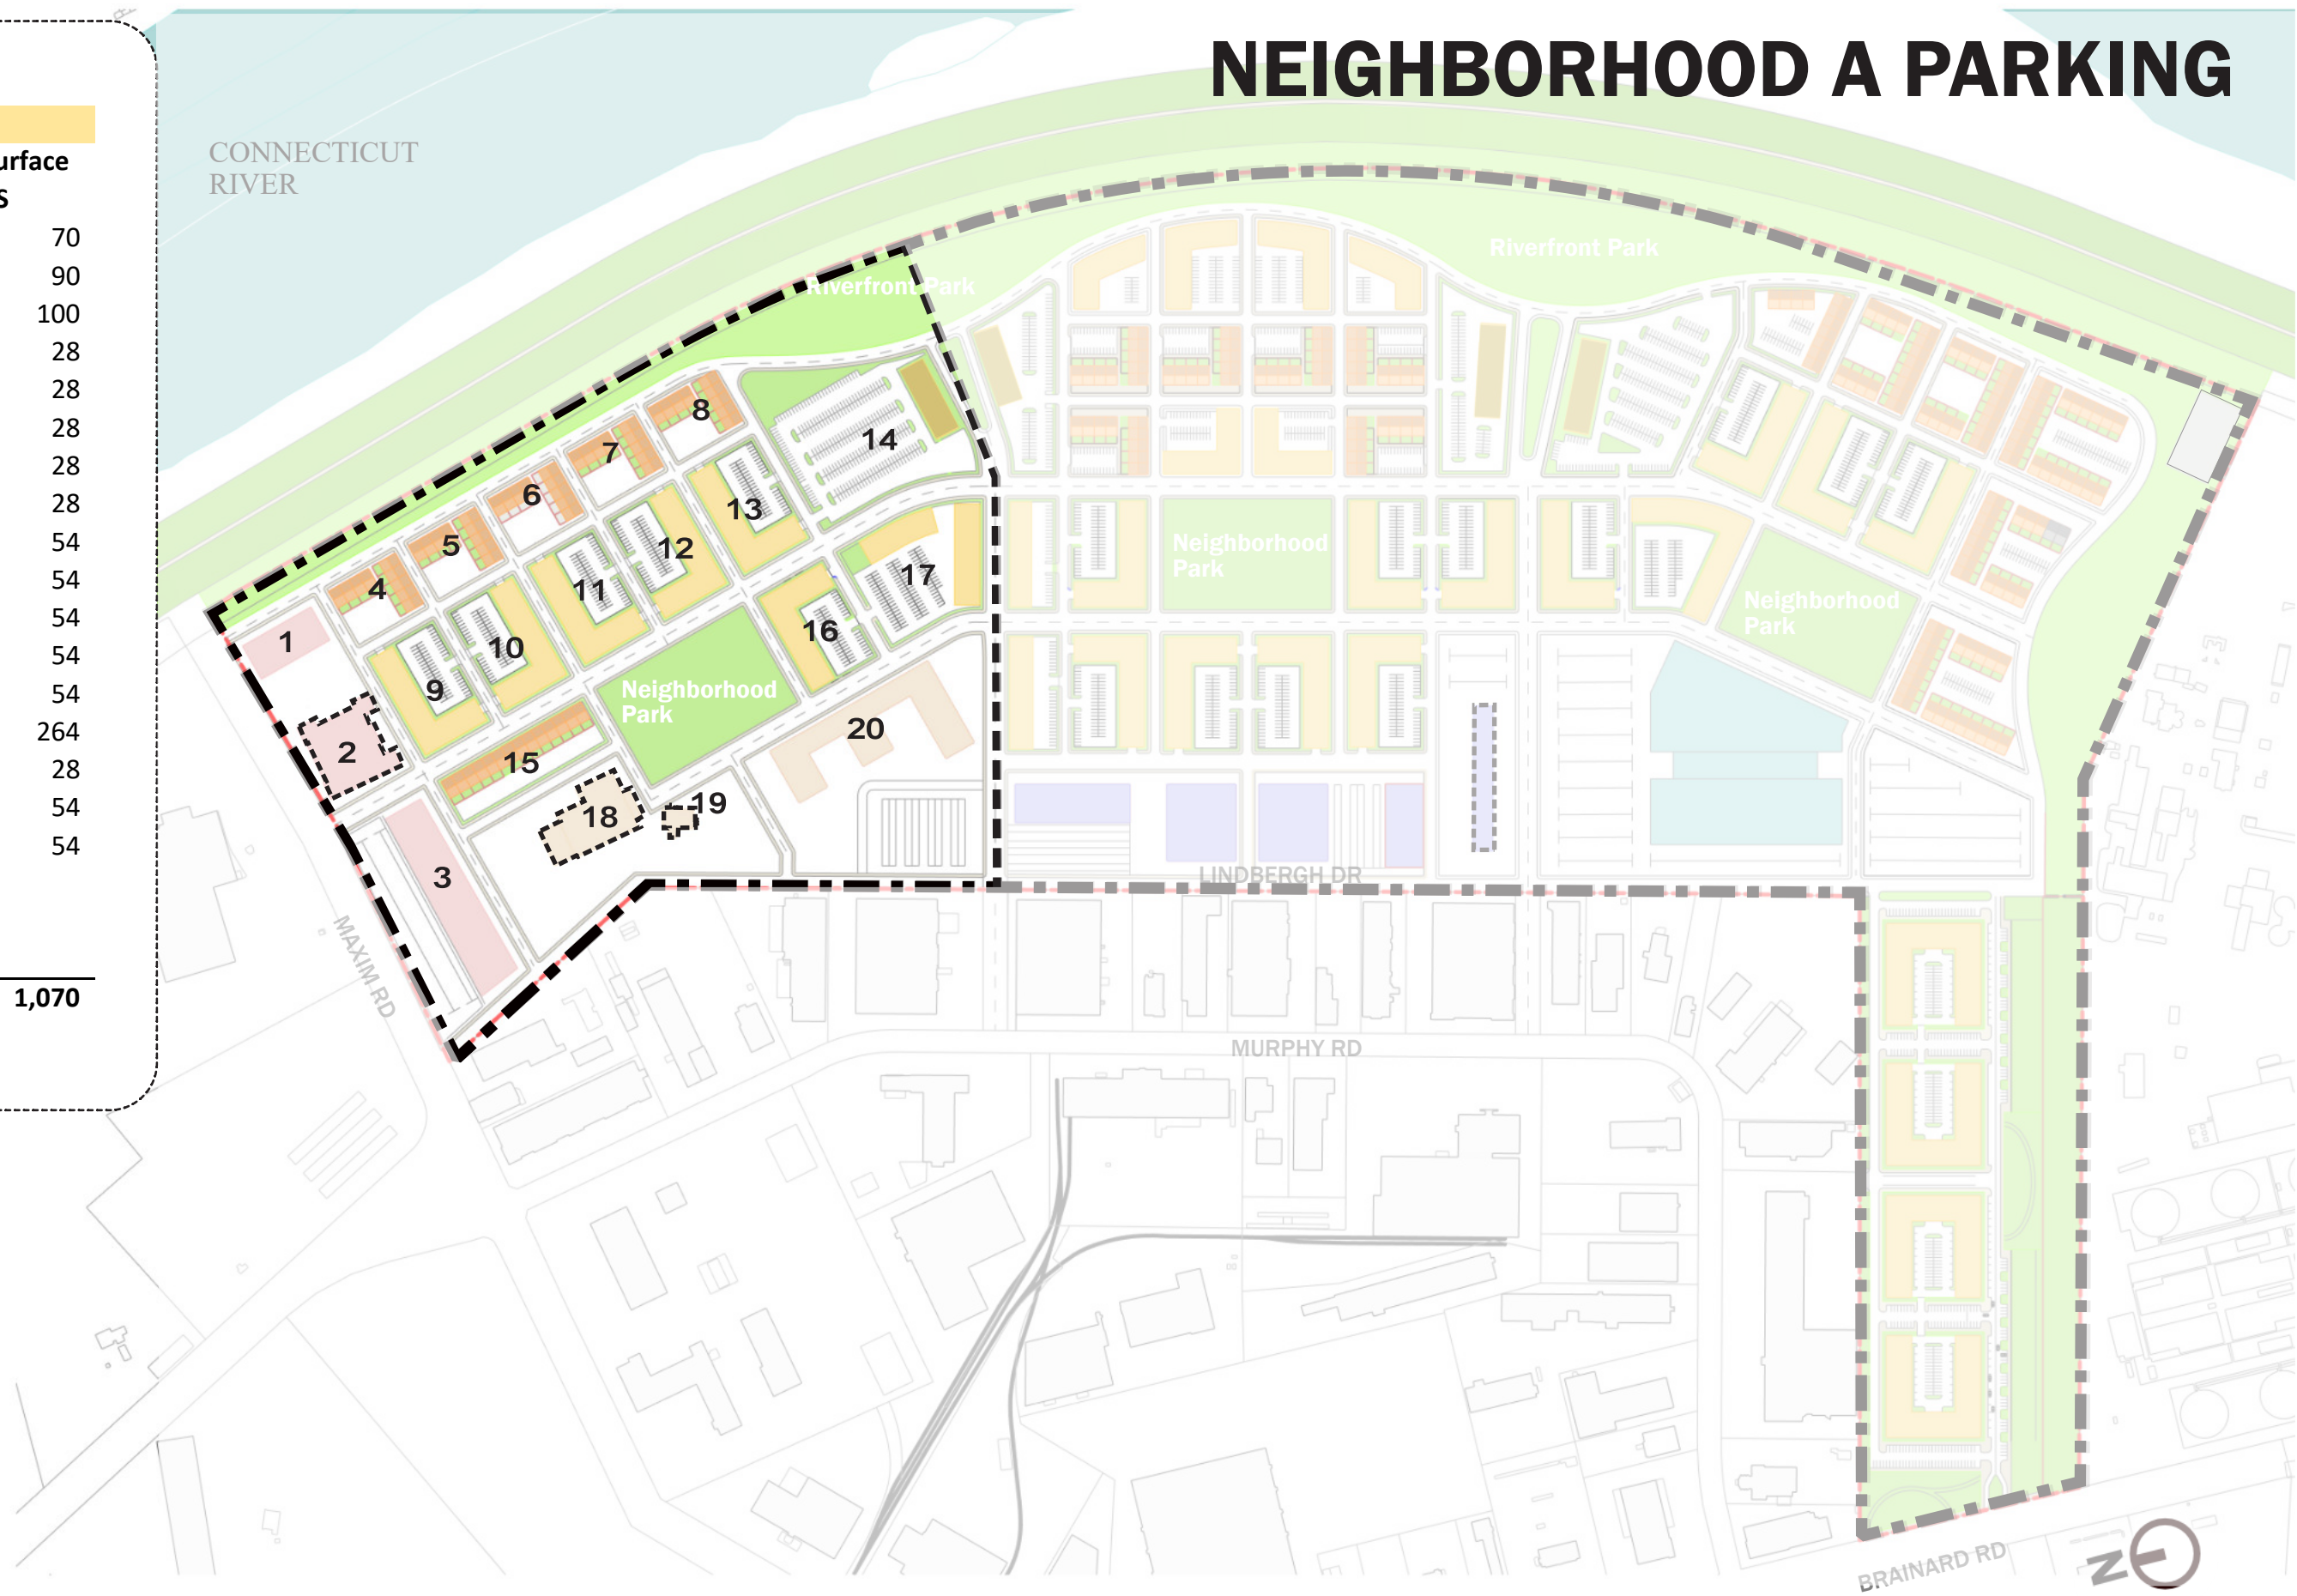 NEIGHBORHOOD A PARKING
urface
s
70
90
100
28
28
28
28
28
54
54
54
54
54
264
28
54
54
1,070
CONNECTICUT
RIVER
Riverfront Park
Riverfront Park
1
2
3
4
5
6
7
8
9
10
11
12
13
14
15
16
17
18
19
20
Neighborhood
Park
Neighborhood
Park
Neighborhood
Park
LINDBERGH DR
MAXIM RD
MURPHY RD
BRAINARD RD
N